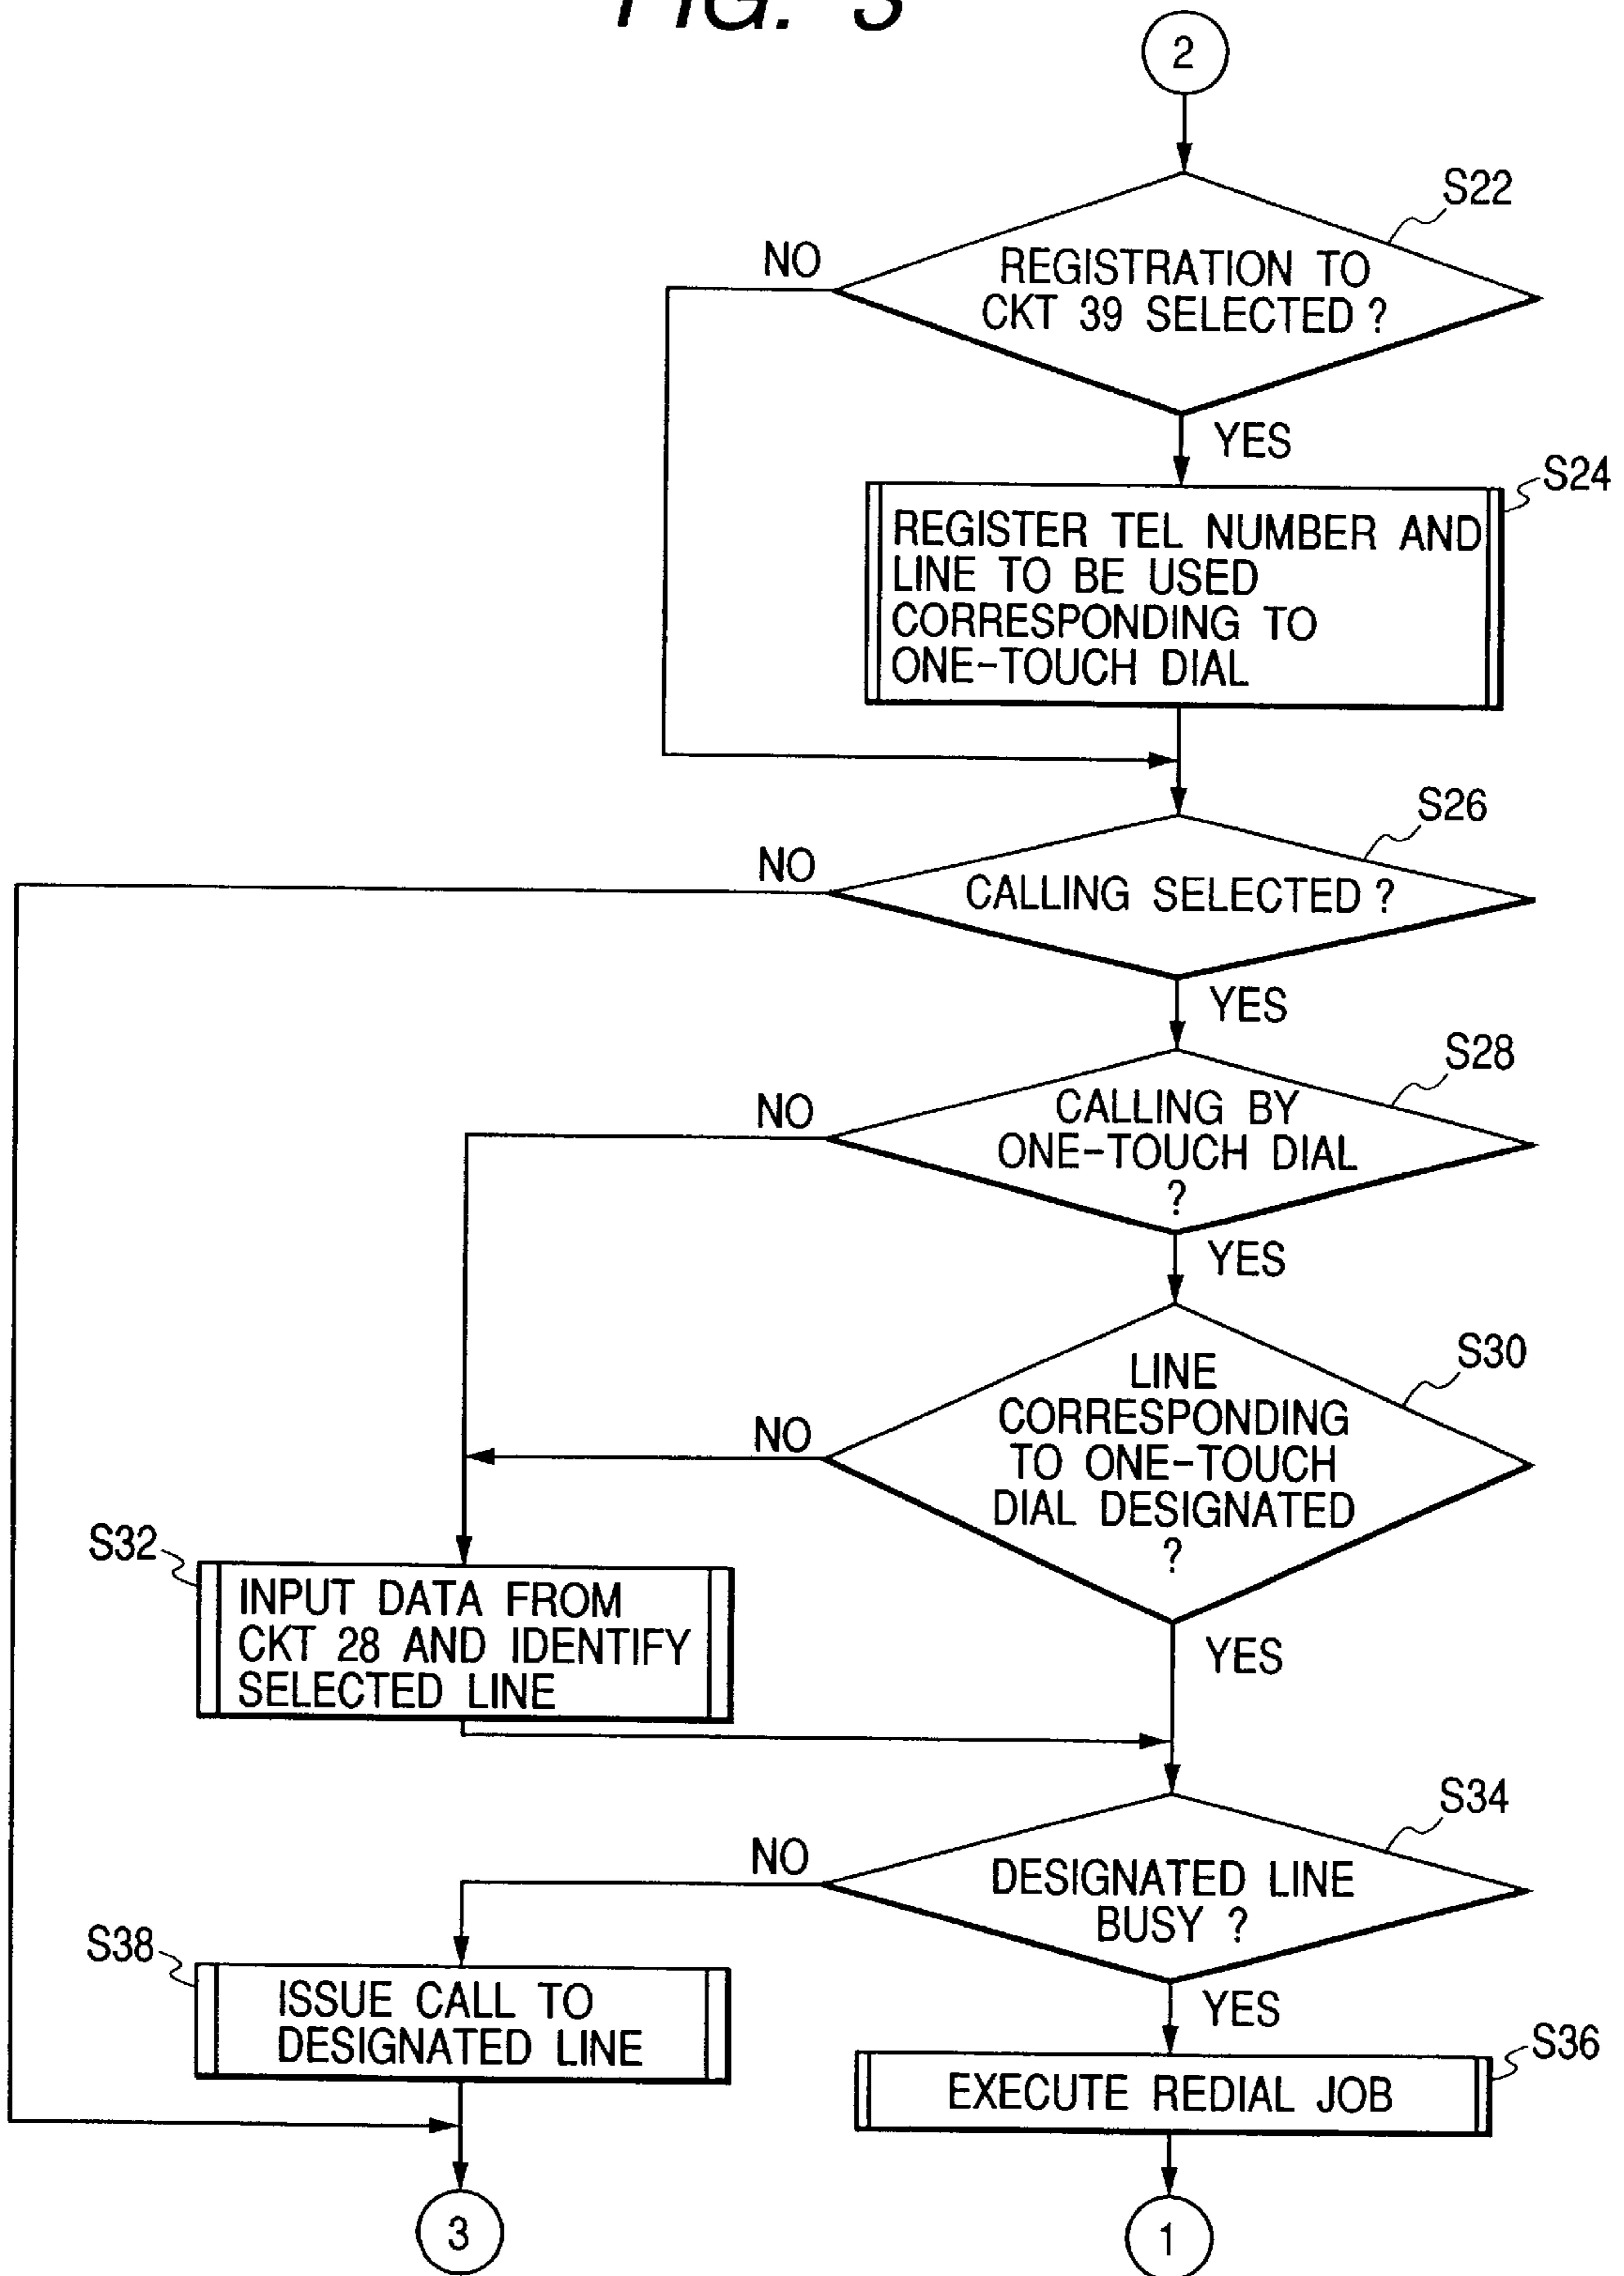 FIG. 3
2
S22
NO
REGISTRATION TO
CKT 39 SELECTED ?
YES
S24
REGISTER TEL NUMBER AND
LINE TO BE USED
CORRESPONDING TO
ONE-TOUCH DIAL
S26
NO
CALLING SELECTED ?
YES
S28
NO
CALLING BY
ONE-TOUCH DIAL
?
YES
S30
LINE
CORRESPONDING
TO ONE-TOUCH
DIAL DESIGNATED
?
NO
S32
INPUT DATA FROM
CKT 28 AND IDENTIFY
SELECTED LINE
YES
S34
NO
DESIGNATED LINE
BUSY ?
S38
ISSUE CALL TO
DESIGNATED LINE
YES
S36
EXECUTE REDIAL JOB
3
1